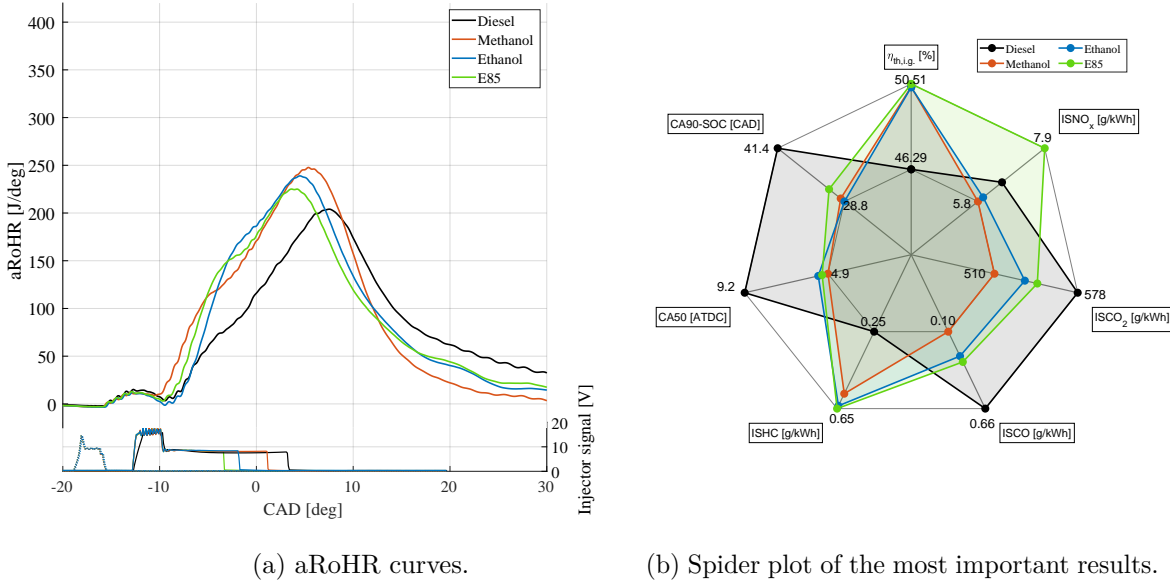 400
350
300
250
200
150
100
50
0
aRoHR [J/deg]
Diesel
Methanol
Ethanol
E85
20
10
0
Injector signal [V]
-20
-10
0
10
20
30
CAD [deg]
(a) aRoHR curves.
Diesel
Methanol
Ethanol
E85
η_th,i.g. [%]
50.51
46.29
ISNO_x [g/kWh]
7.9
5.8
CA90-SOC [CAD]
41.4
28.8
CA50 [ATDC]
9.2
4.9
ISCO_2 [g/kWh]
578
510
ISHC [g/kWh]
0.65
0.25
ISCO [g/kWh]
0.66
0.10
(b) Spider plot of the most important results.